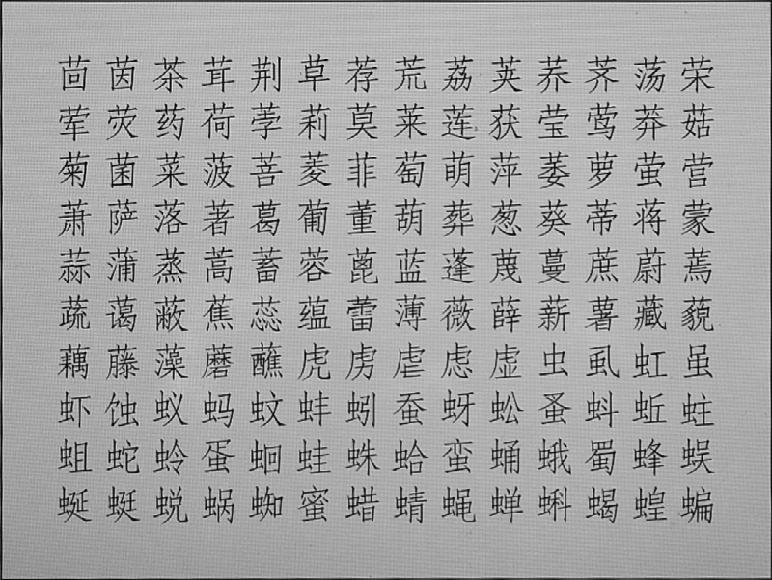 茴茵茶茸荆草荐荒荔荚荞荠荡荣
荤荧药荷荸莉莫莱莲获莹莺莽菇
菊菌菜菠菩菱菲萄萌萍萎萝萤营
萧萨落著葛葡董葫葬葱葵蒂蒋蒙
蒜蒲蒸蒿蓄蓉蓖蓝蓬蔑蔓蔗蔚蔫
蔬蔼蔽蕉蕊蕴蕾薄薇薛薪薯藏藐
藕藤藻蘑蘸虎虏虐虑虚虫虱虹虽
虾蚀蚁蚂蚊蚌蚓蚕蚜蚣蚤蚪蚯蛀
蛆蛇蛉蛋蛔蛙蛛蛤蛮蛹蛾蜀蜂蜈
蜒蜓蜕蜗蜘蜜蜡蜻蝇蝉蝌蝎蝗蝙